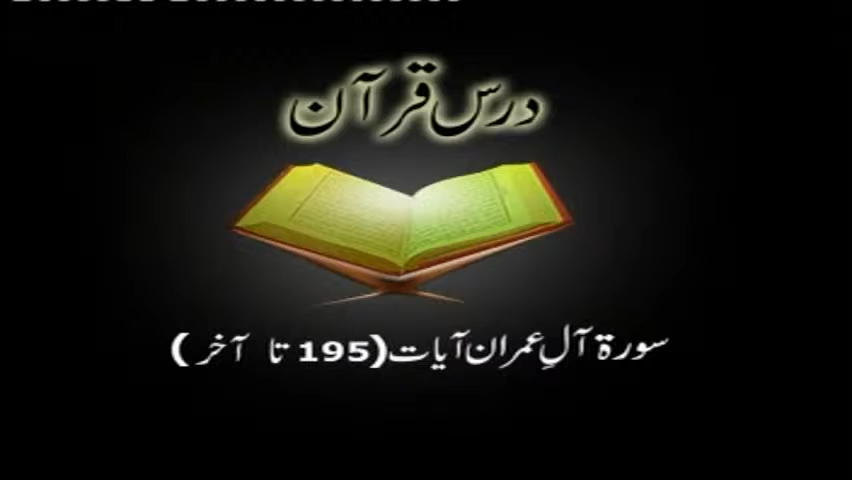 درسِ قرآن
سورۃ آلِ عمران آیات (195 تا آخر)